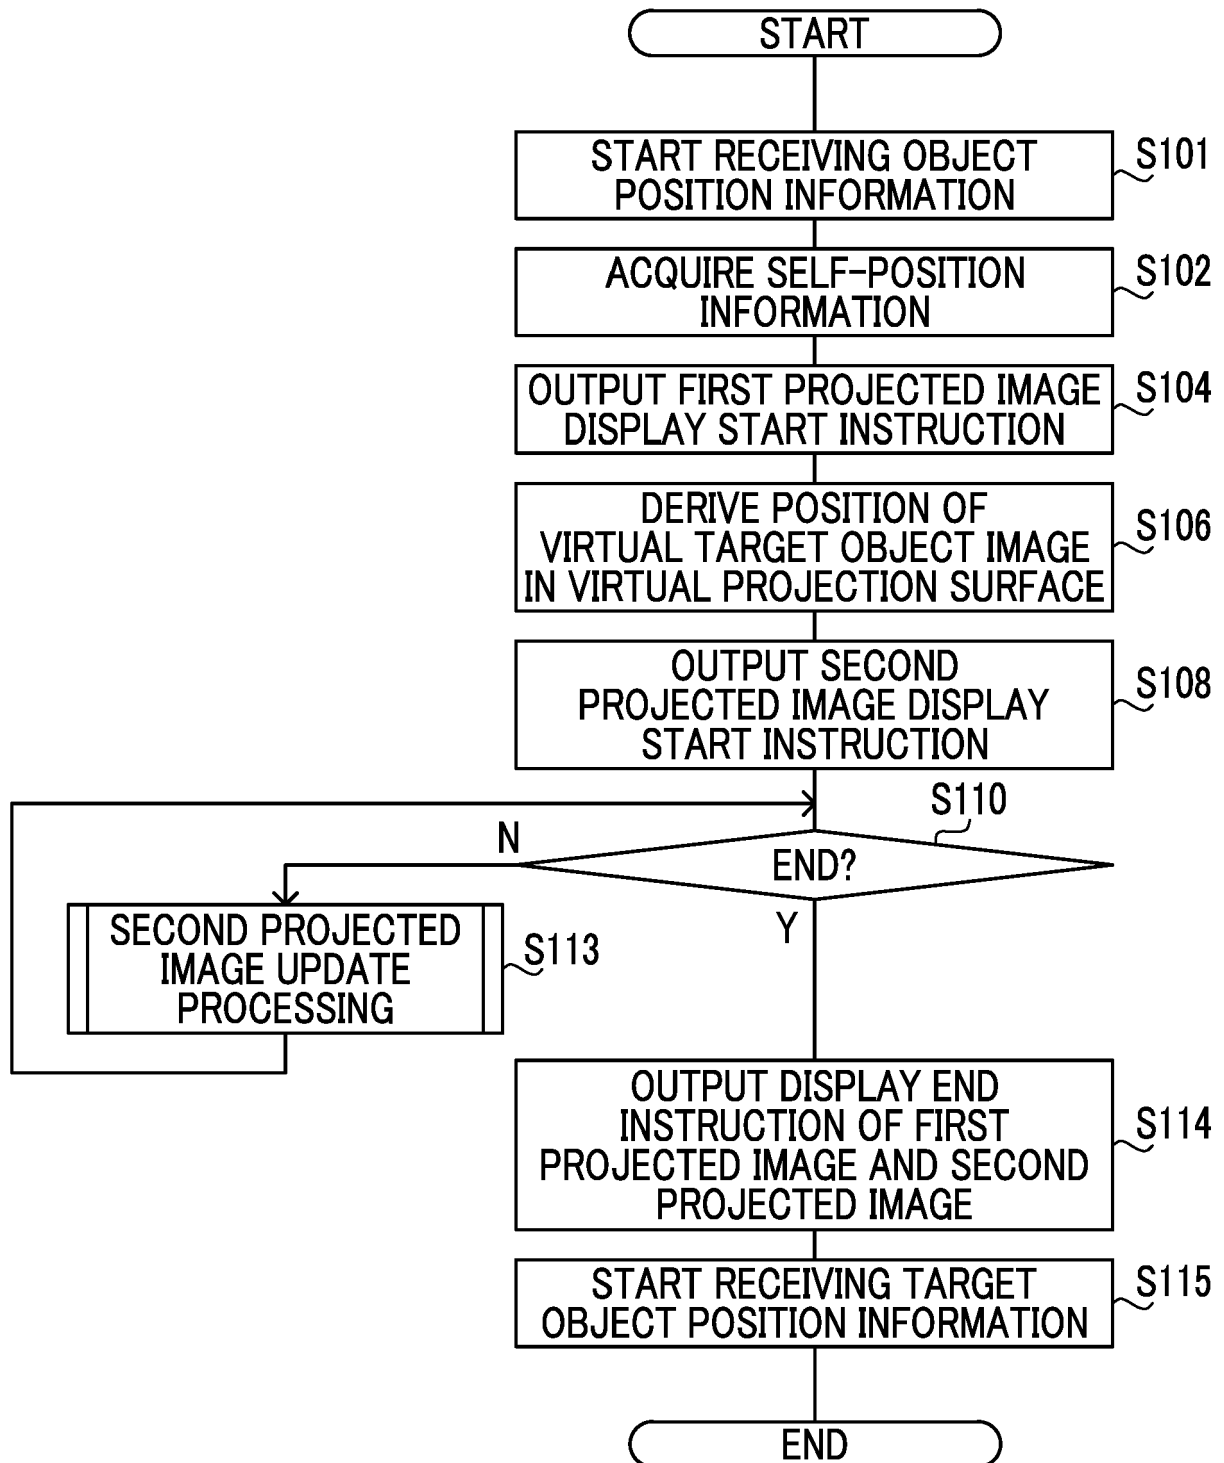 START
START RECEIVING OBJECT
POSITION INFORMATION
S101
ACQUIRE SELF-POSITION
INFORMATION
S102
OUTPUT FIRST PROJECTED IMAGE
DISPLAY START INSTRUCTION
S104
DERIVE POSITION OF
VIRTUAL TARGET OBJECT IMAGE
IN VIRTUAL PROJECTION SURFACE
S106
OUTPUT SECOND
PROJECTED IMAGE DISPLAY
START INSTRUCTION
S108
S110
N
END?
Y
SECOND PROJECTED
IMAGE UPDATE
PROCESSING
S113
OUTPUT DISPLAY END
INSTRUCTION OF FIRST
PROJECTED IMAGE AND SECOND
PROJECTED IMAGE
S114
START RECEIVING TARGET
OBJECT POSITION INFORMATION
S115
END